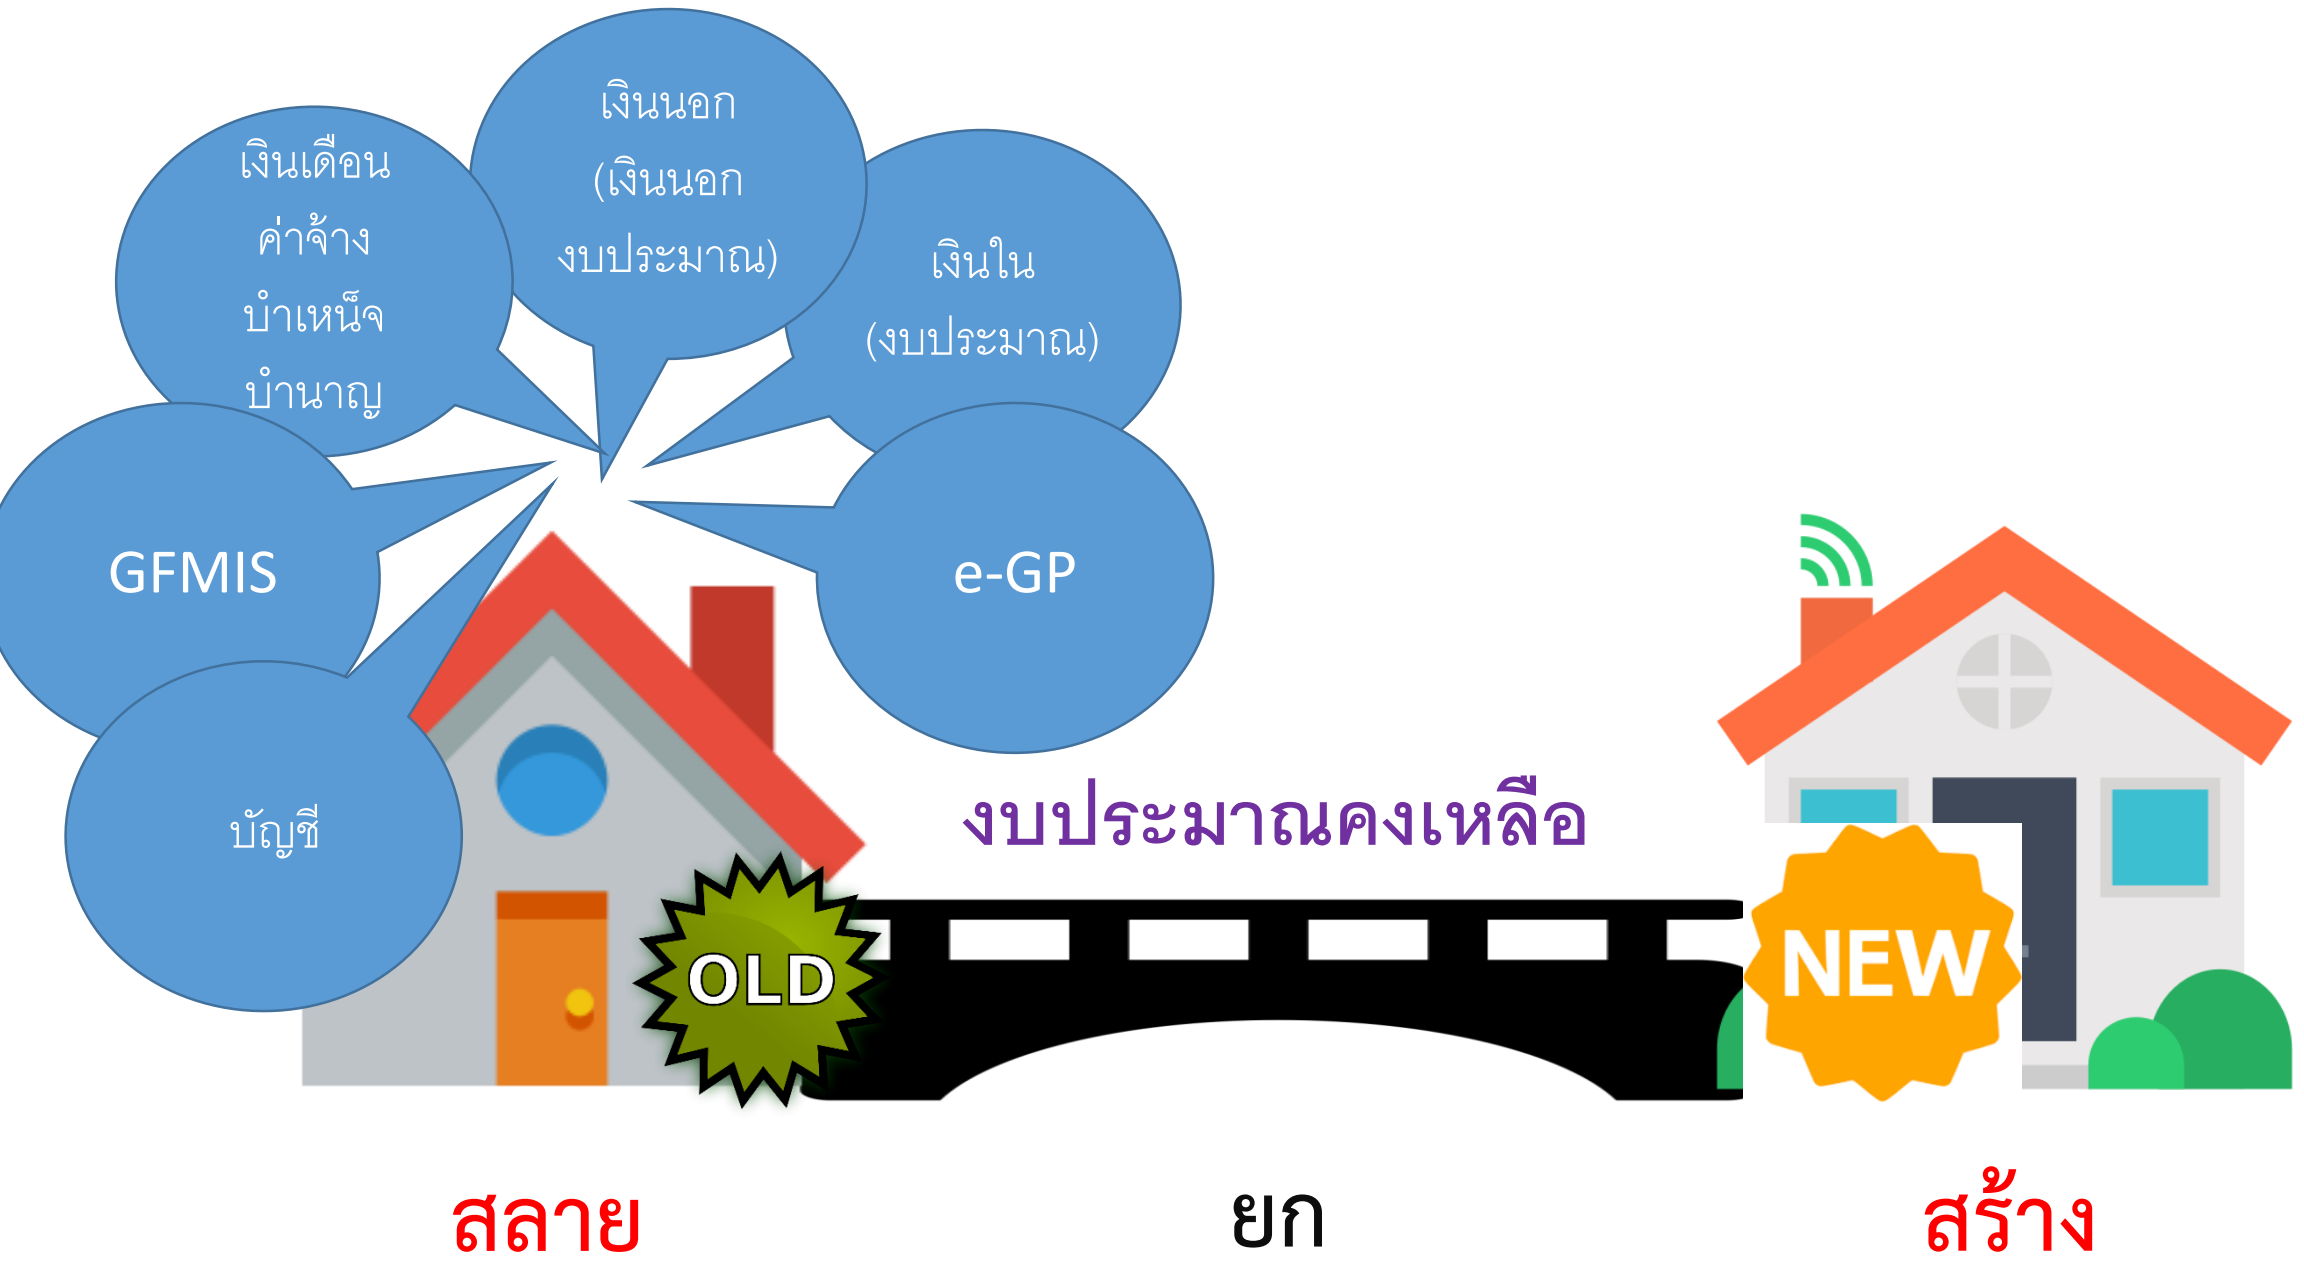 เงินนอก
(เงินนอก
งบประมาณ)
เงินเดือน
ค่าจ้าง
บำเหน็จ
บำนาญ
เงินใน
(งบประมาณ)
GFMIS
e-GP
บัญชี
งบประมาณคงเหลือ
OLD
NEW
สลาย
ยก
สร้าง